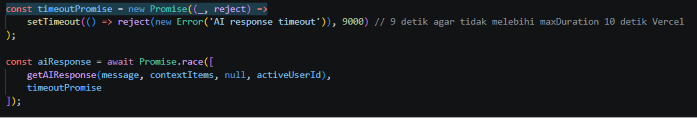 const timeoutPromise = new Promise((_, reject) =>
    setTimeout(() => reject(new Error('AI response timeout')), 9000) // 9 detik agar tidak melebihi maxDuration 10 detik Vercel
);

const aiResponse = await Promise.race([
    getAIResponse(message, contextItems, null, activeUserId),
    timeoutPromise
]);